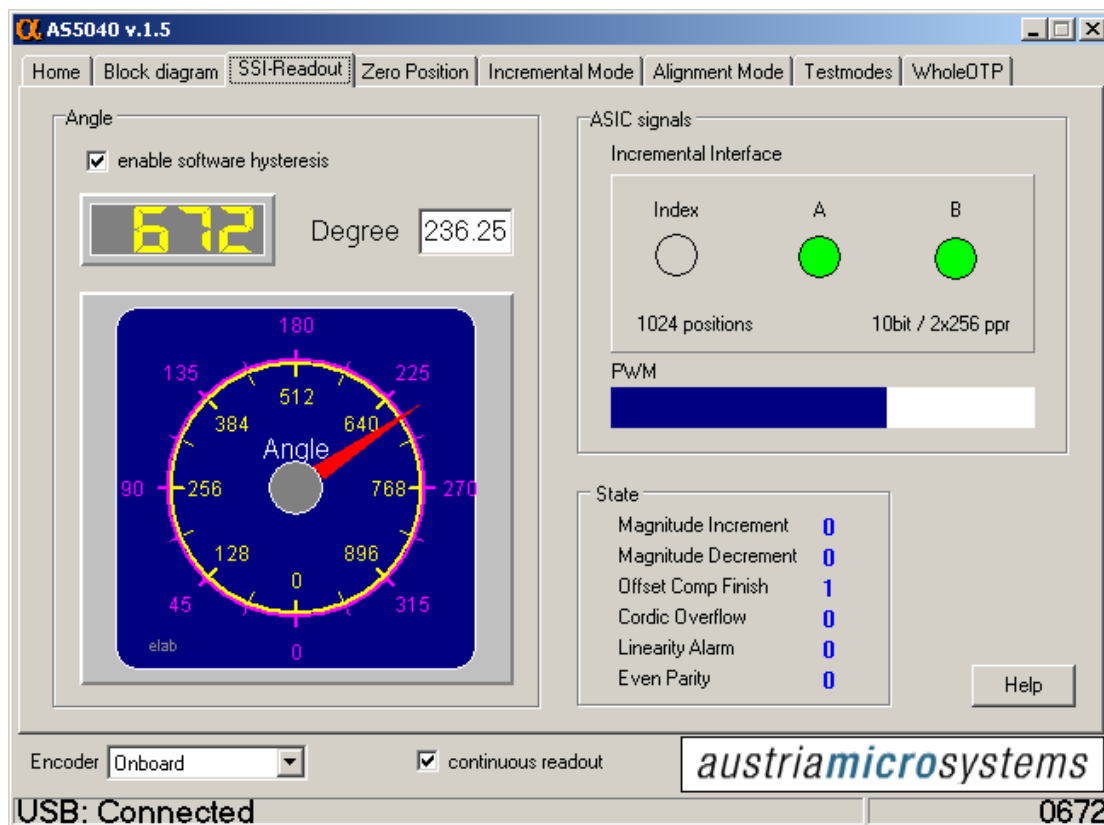 AS5040 v.1.5
Home Block diagram SSI-Readout Zero Position Incremental Mode Alignment Mode Testmodes WholeOTP
Angle
enable software hysteresis
672
Degree 236.25
180
135 225
512
384 640
Angle
90 256 768 270
128 896
0
45 315
elab
0
ASIC signals
Incremental Interface
Index A B
1024 positions 10bit / 2x256 ppr
PWM
State
Magnitude Increment 0
Magnitude Decrement 0
Offset Comp Finish 1
Cordic Overflow 0
Linearity Alarm 0
Even Parity 0
Help
Encoder Onboard
continuous readout
austriamicrosystems
USB: Connected 0672